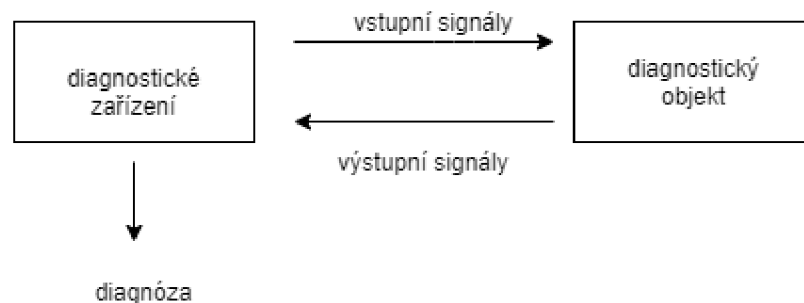 vstupní signály
diagnostické
zařízení
diagnostický
objekt
výstupní signály
diagnóza